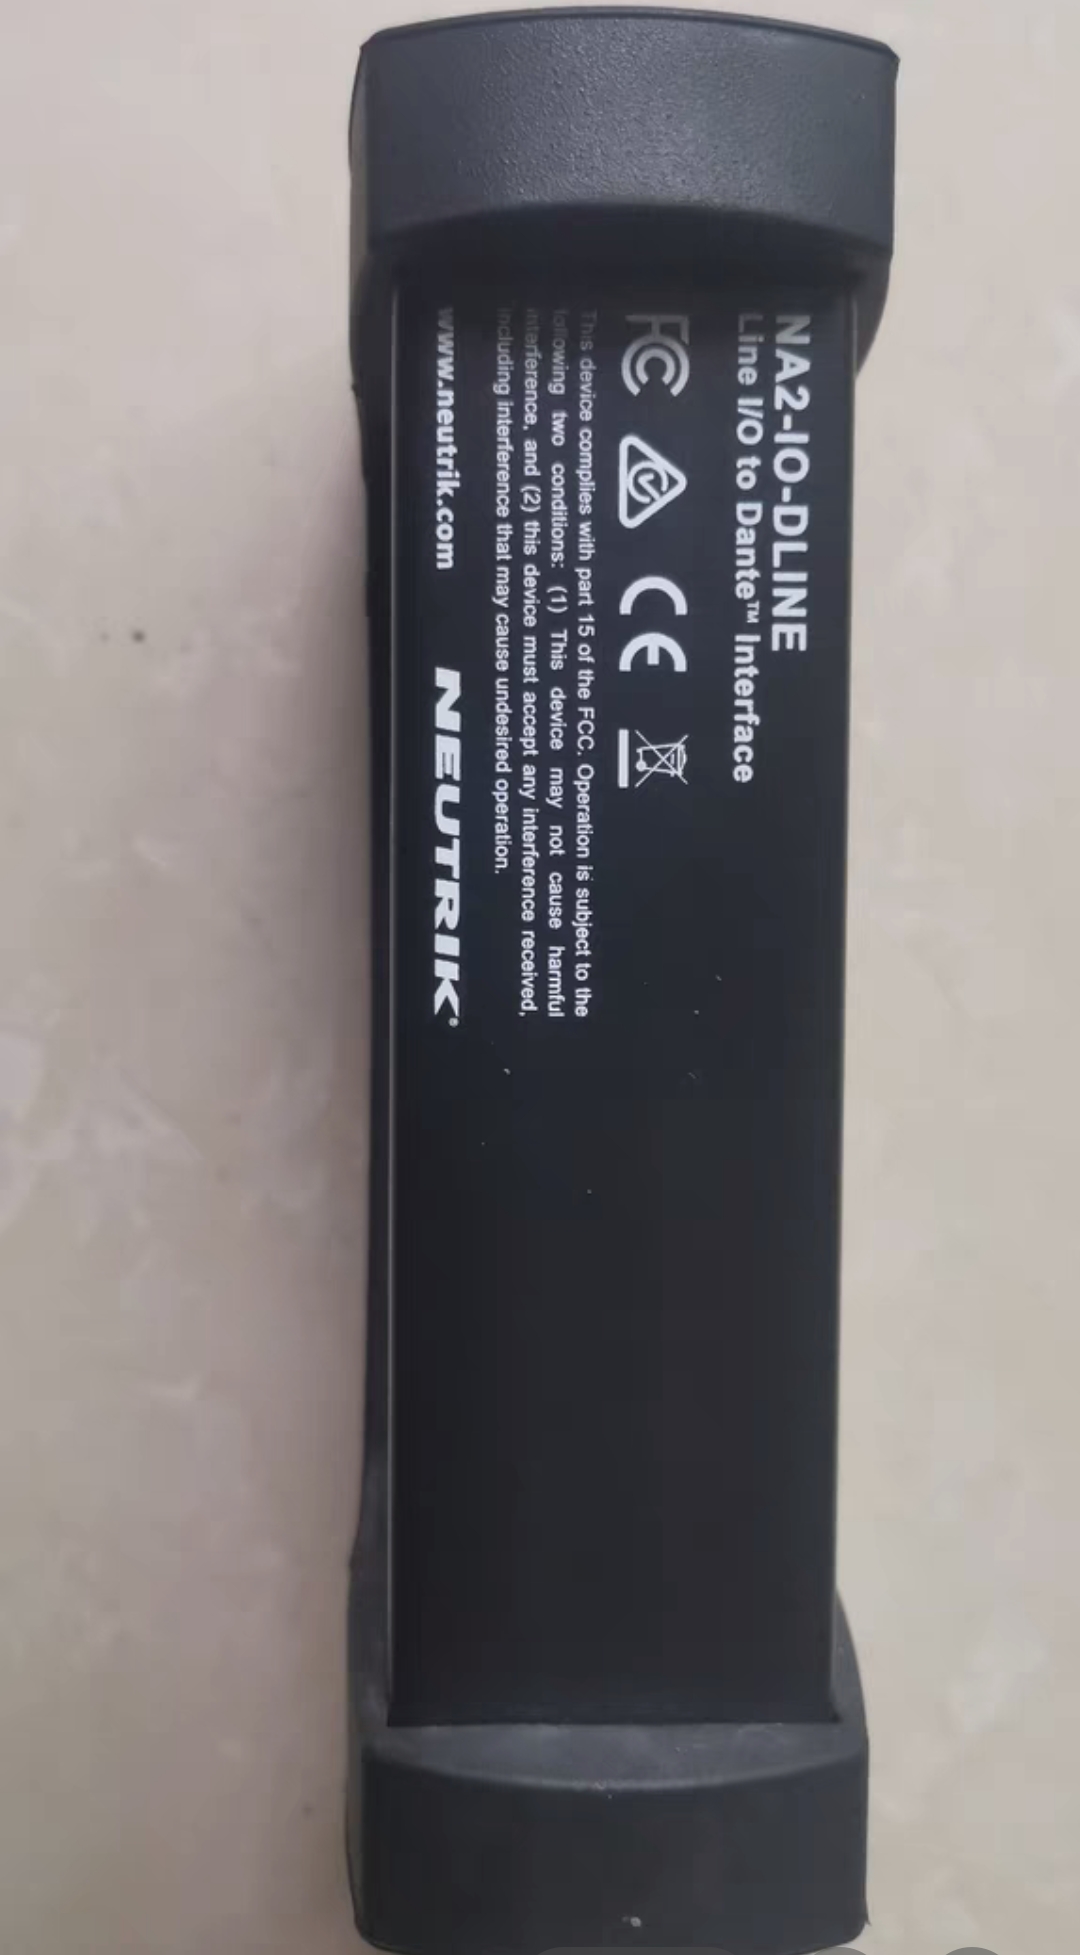 NA2-IO-DLINE
Line I/O to Dante™ Interface
FC CE
This device complies with part 15 of the FCC. Operation is subject to the
following two conditions: (1) This device may not cause harmful
interference, and (2) this device must accept any interference received,
including interference that may cause undesired operation.
www.neutrik.com NEUTRIK®